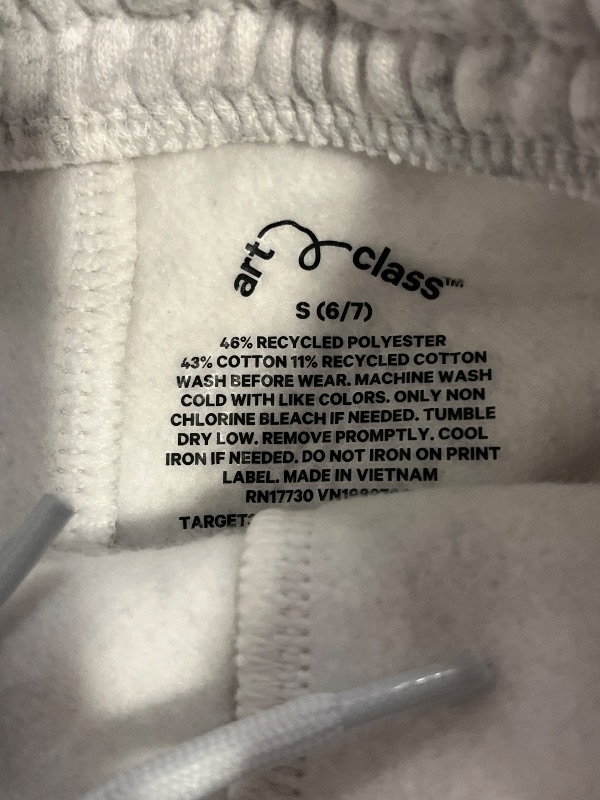 art class™
S (6/7)
46% RECYCLED POLYESTER
43% COTTON 11% RECYCLED COTTON
WASH BEFORE WEAR. MACHINE WASH
COLD WITH LIKE COLORS. ONLY NON
CHLORINE BLEACH IF NEEDED. TUMBLE
DRY LOW. REMOVE PROMPTLY. COOL
IRON IF NEEDED. DO NOT IRON ON PRINT
LABEL. MADE IN VIETNAM
RN17730
TARGET